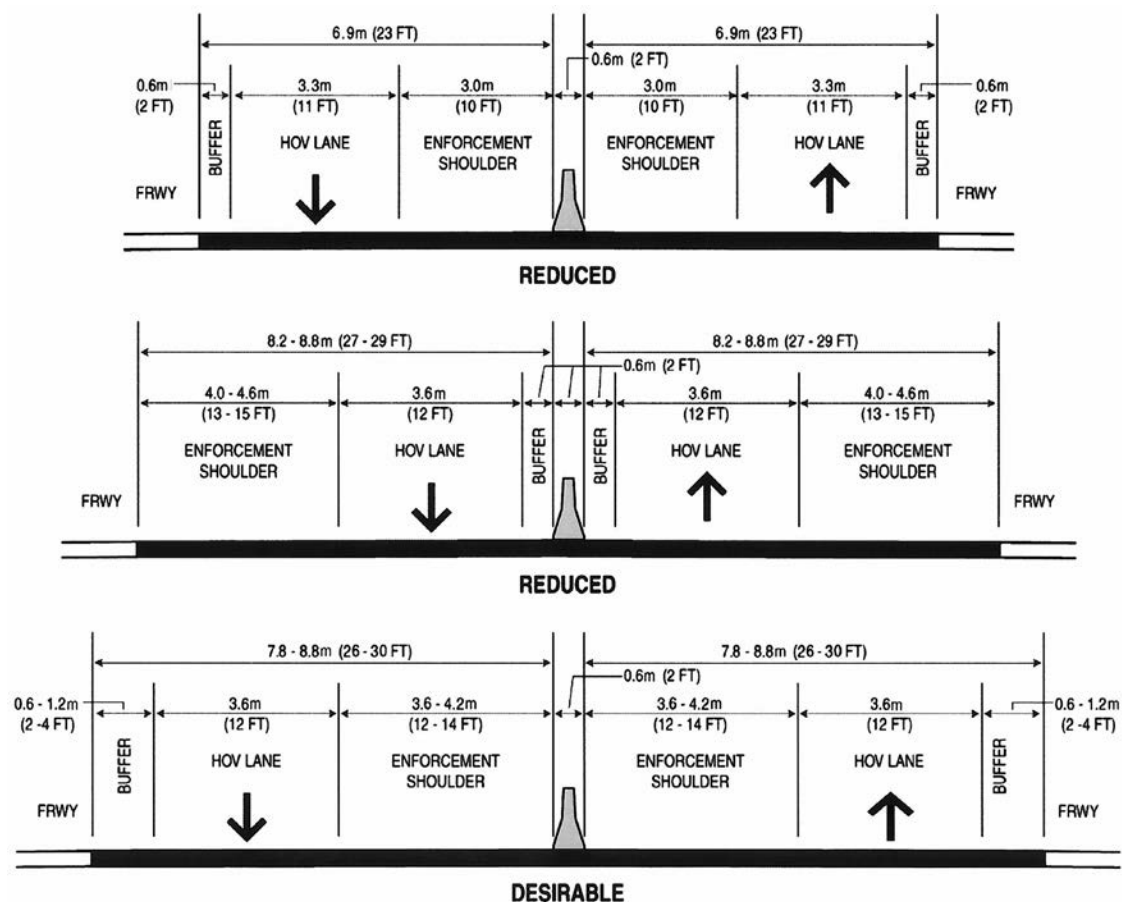 6.9m (23 FT)
6.9m (23 FT)
0.6m (2 FT)
0.6m
(2 FT)
3.3m
(11 FT)
3.0m
(10 FT)
3.0m
(10 FT)
3.3m
(11 FT)
0.6m
(2 FT)
BUFFER
HOV LANE
ENFORCEMENT
SHOULDER
ENFORCEMENT
SHOULDER
HOV LANE
BUFFER
FRWY
FRWY
REDUCED
8.2 - 8.8m (27 - 29 FT)
8.2 - 8.8m (27 - 29 FT)
0.6m (2 FT)
4.0 - 4.6m
(13 - 15 FT)
3.6m
(12 FT)
3.6m
(12 FT)
4.0 - 4.6m
(13 - 15 FT)
ENFORCEMENT
SHOULDER
HOV LANE
BUFFER
BUFFER
HOV LANE
ENFORCEMENT
SHOULDER
FRWY
FRWY
REDUCED
7.8 - 8.8m (26 - 30 FT)
7.8 - 8.8m (26 - 30 FT)
0.6m (2 FT)
0.6 - 1.2m
(2 -4 FT)
3.6m
(12 FT)
3.6 - 4.2m
(12 - 14 FT)
3.6 - 4.2m
(12 - 14 FT)
3.6m
(12 FT)
0.6 - 1.2m
(2 -4 FT)
BUFFER
HOV LANE
ENFORCEMENT
SHOULDER
ENFORCEMENT
SHOULDER
HOV LANE
BUFFER
FRWY
FRWY
DESIRABLE